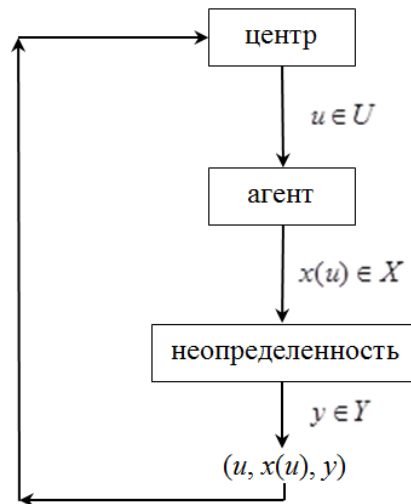 центр
u ∈ U
агент
x(u) ∈ X
неопределенность
y ∈ Y
(u, x(u), y)